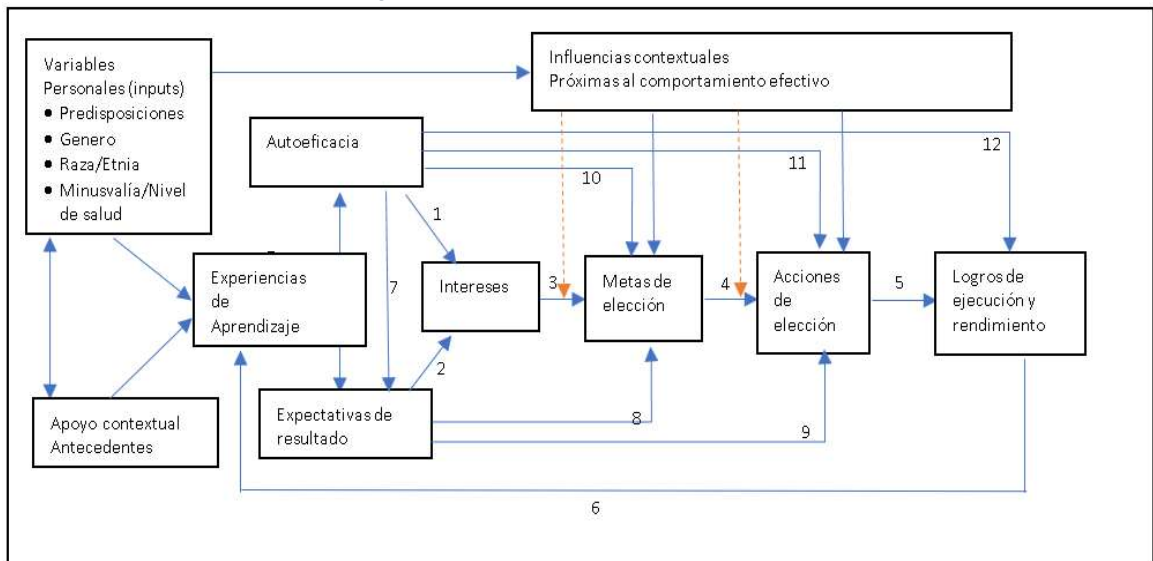 Variables
Personales (inputs)
• Predisposiciones
• Genero
• Raza/Etnia
• Minusvalía/Nivel
de salud
Influencias contextuales
Próximas al comportamiento efectivo
Autoeficacia
12
11
10
1
Experiencias
de
Aprendizaje
7
Intereses
3
Metas de
elección
4
Acciones
de
elección
5
Logros de
ejecución y
rendimiento
2
Apoyo contextual
Antecedentes
Expectativas de
resultado
8
9
6